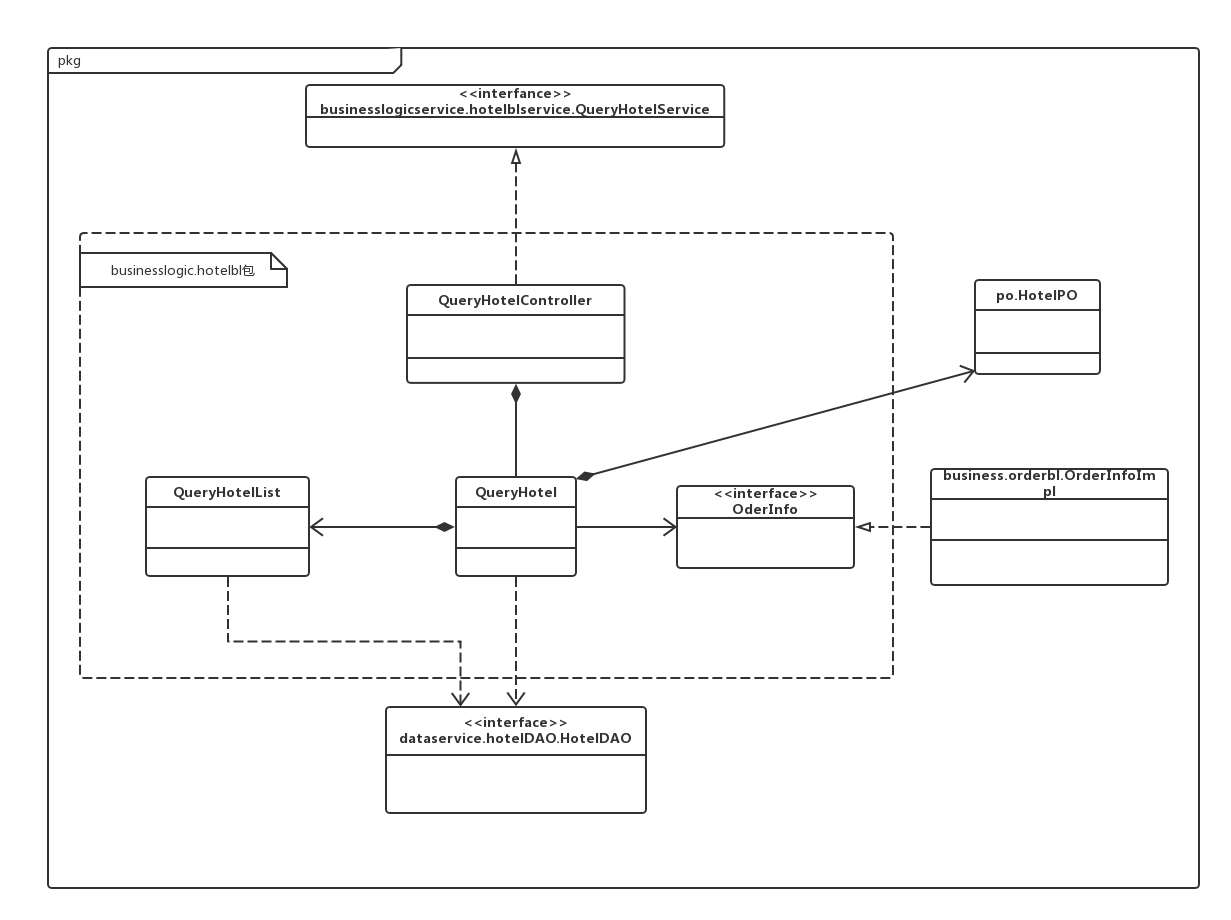 pkg
<<interfance>>
businesslogicservice.hotelblservice.QueryHotelService
businesslogic.hotelbl包
QueryHotelController
po.HotelPO
QueryHotelList
QueryHotel
<<interface>>
OderInfo
business.orderbl.OrderInfoIm
pl
<<interface>>
dataservice.hotelDAO.HotelDAO